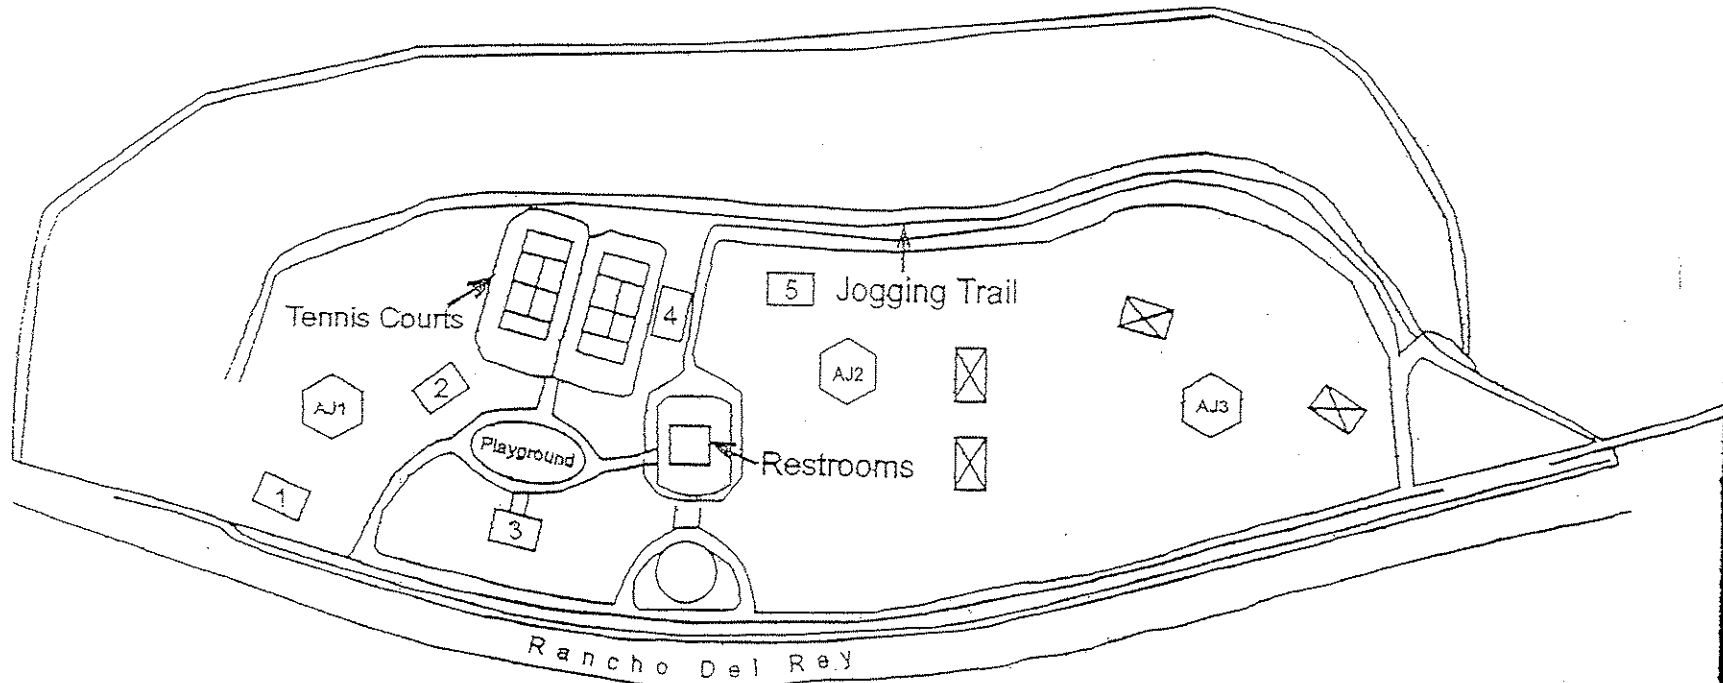 5 Jogging Trail
Tennis Courts
4
2
AJ1
AJ2
AJ3
Playground
Restrooms
1
3
Rancho Del Rey